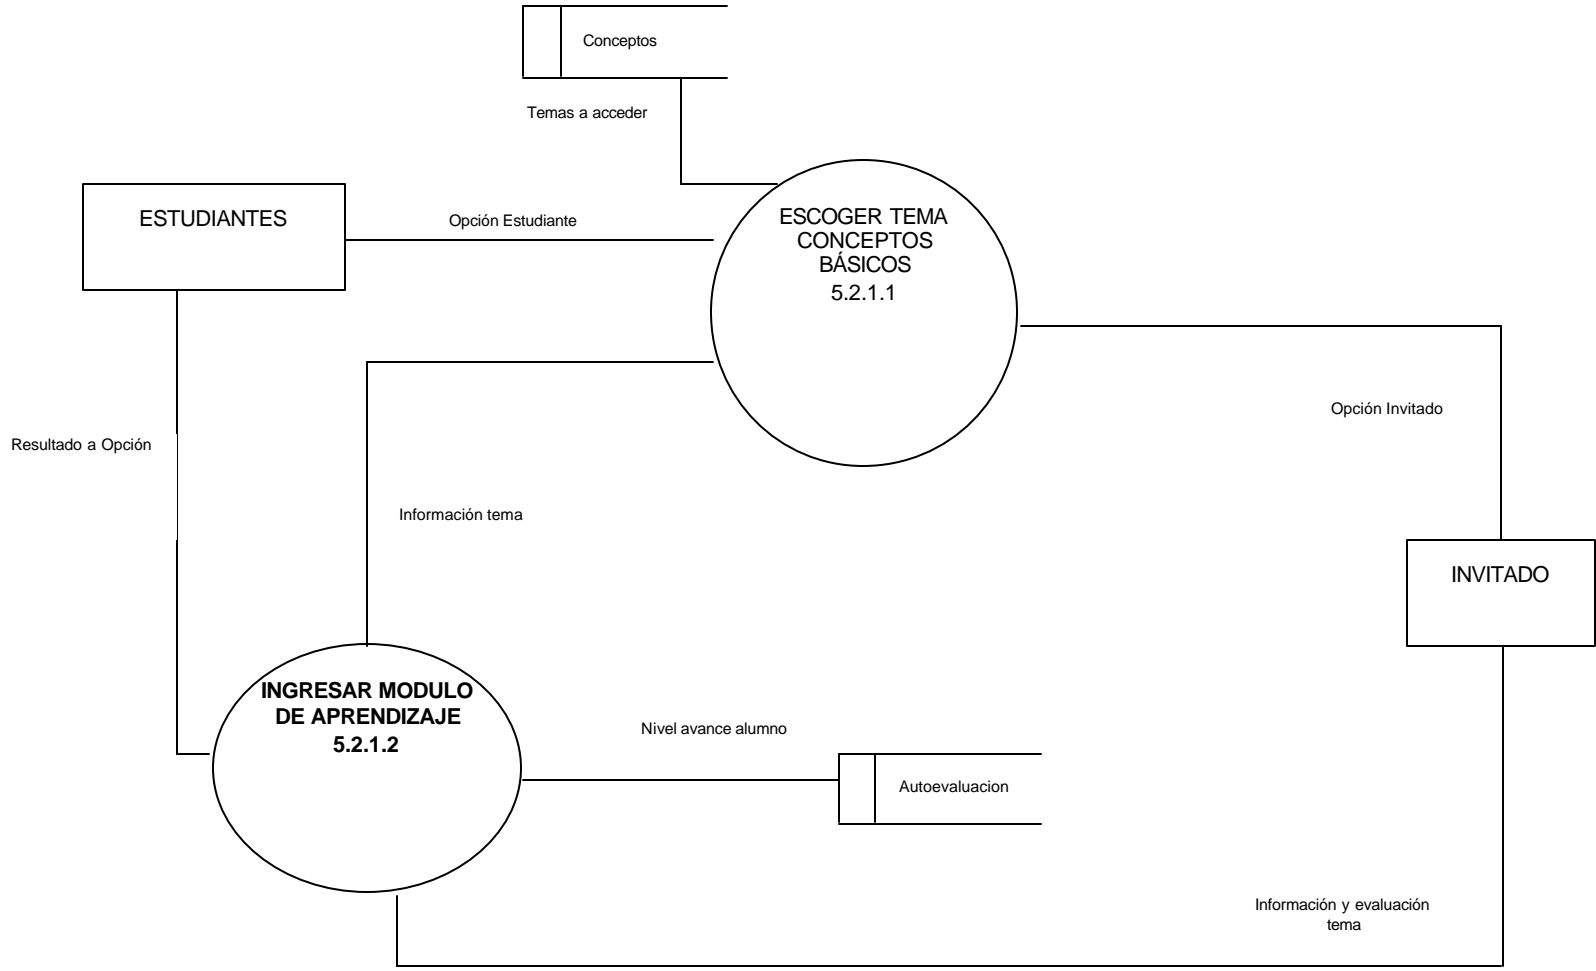 Conceptos
Temas a acceder
ESTUDIANTES
Opción Estudiante
ESCOGER TEMA
CONCEPTOS
BÁSICOS
5.2.1.1
Opción Invitado
Resultado a Opción
Información tema
INVITADO
INGRESAR MODULO
DE APRENDIZAJE
5.2.1.2
Nivel avance alumno
Autoevaluacion
Información y evaluación
tema